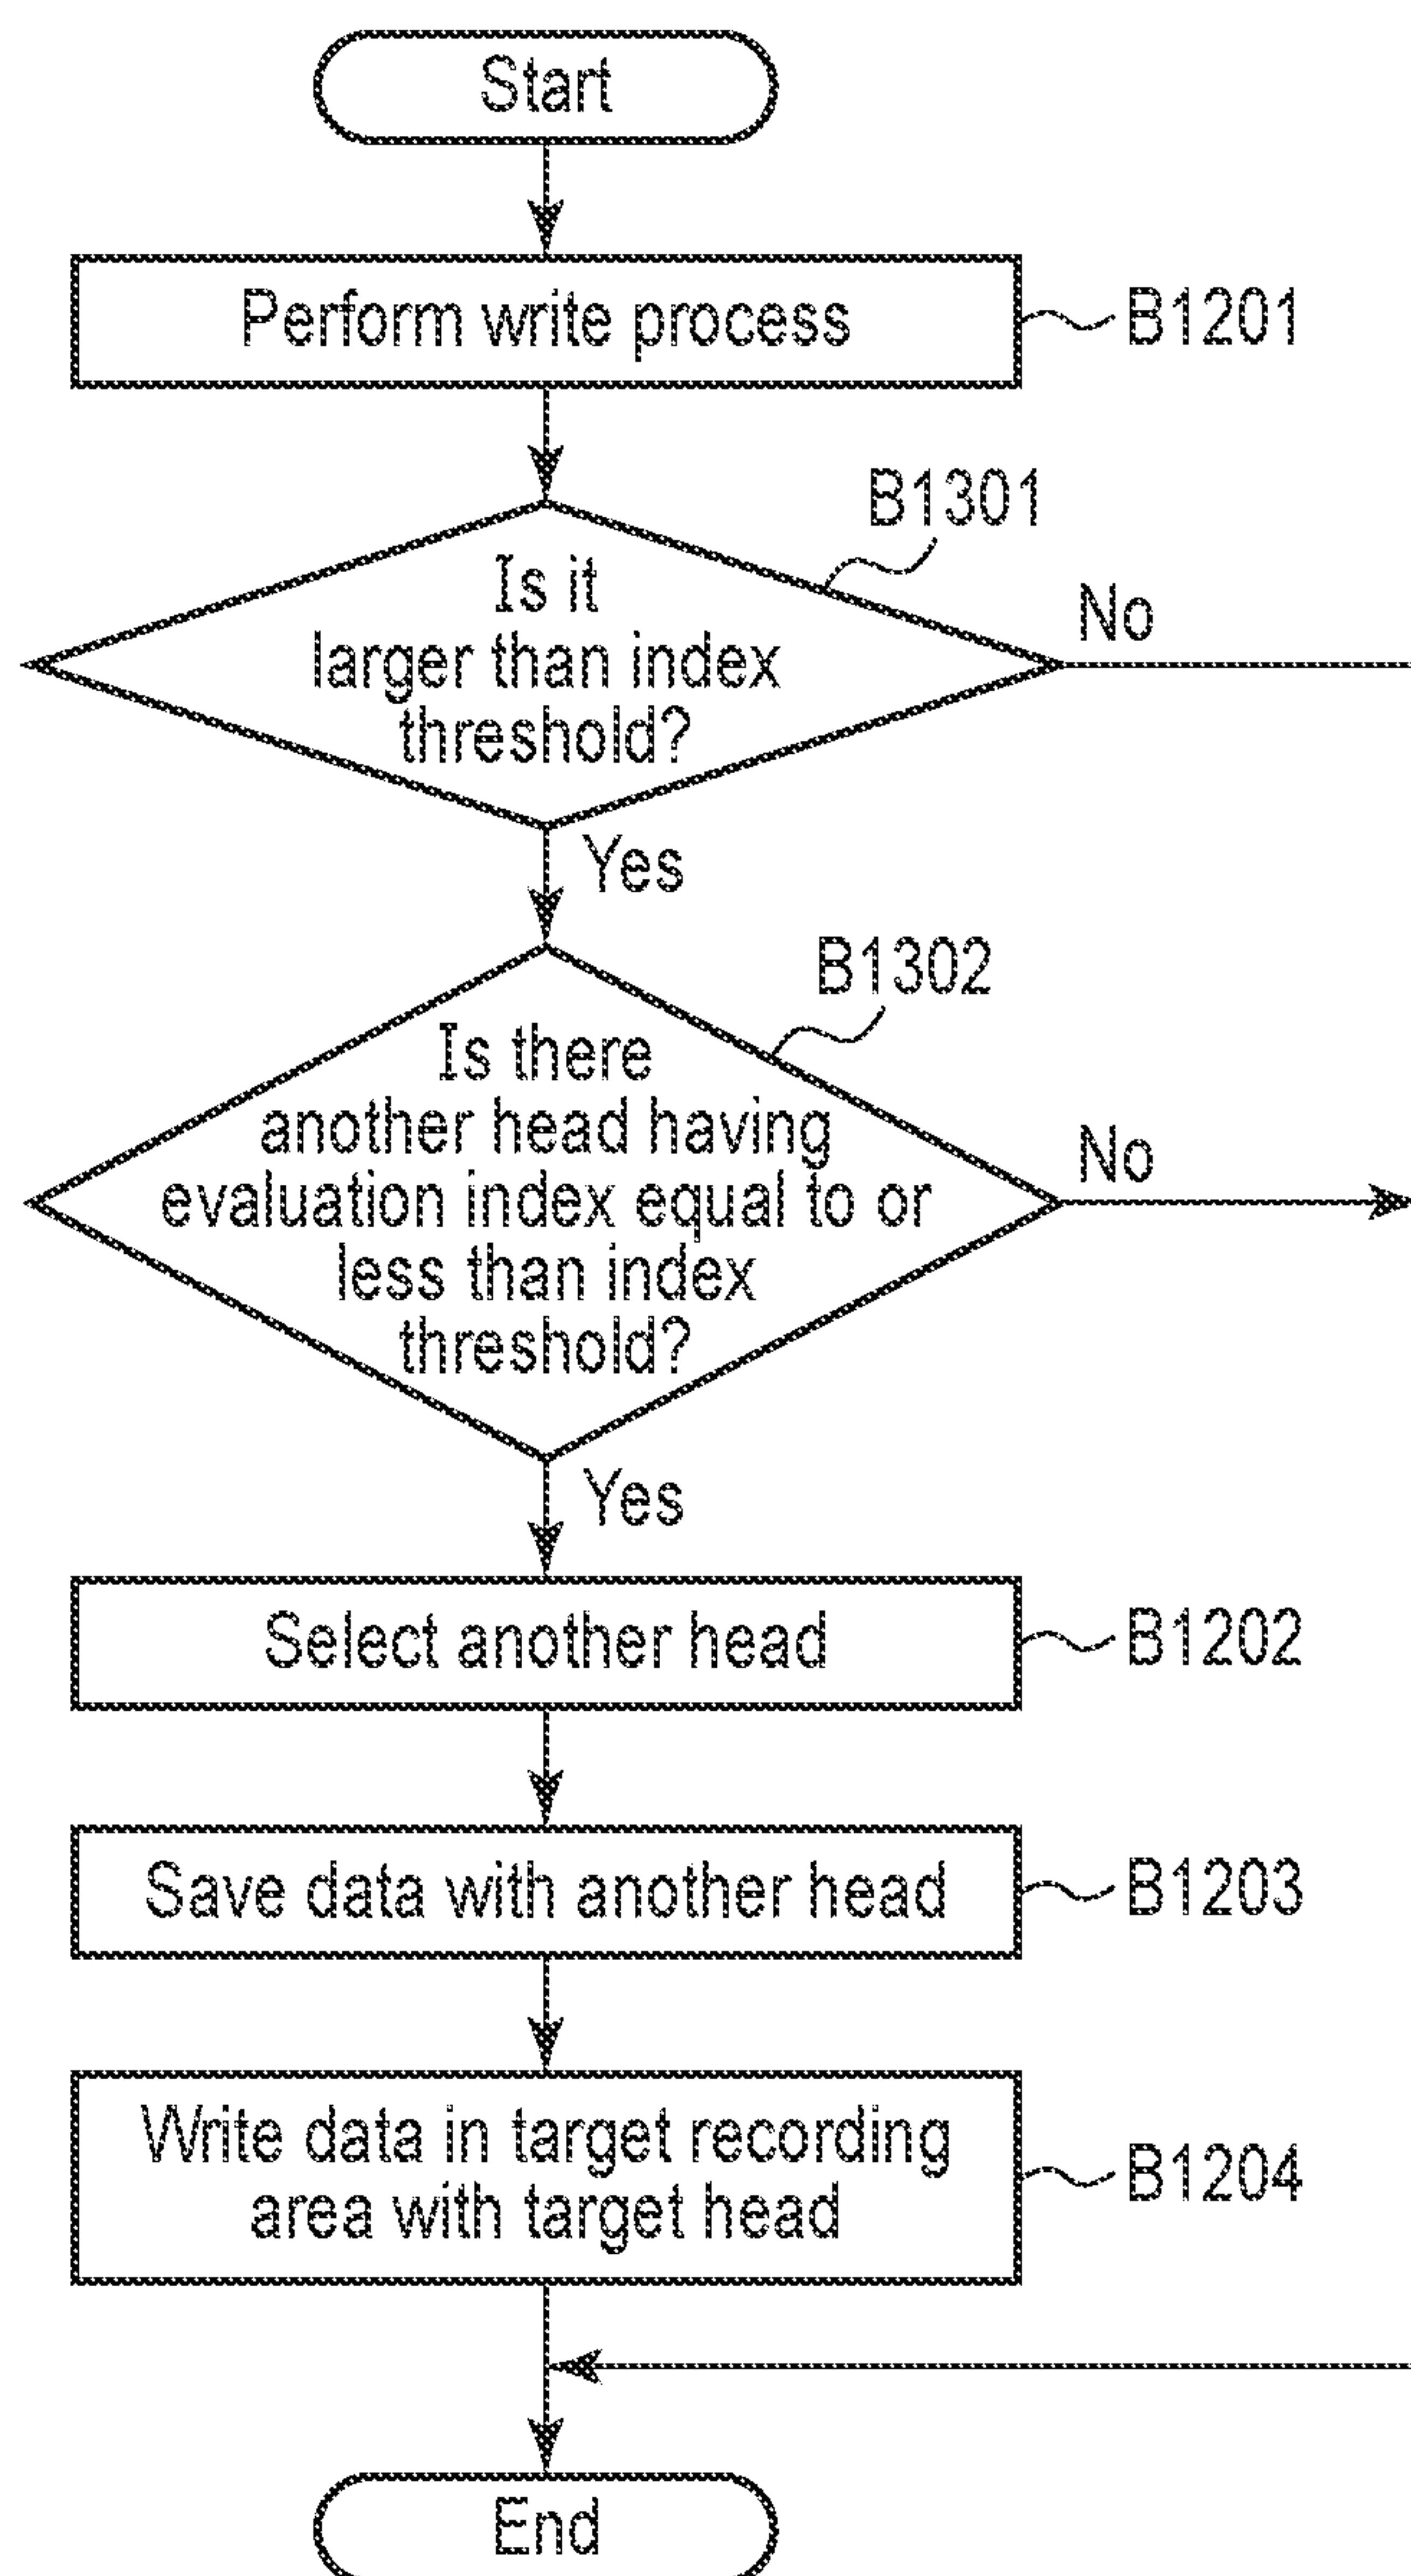 Start
Perform write process
B1201
B1301
Is it
larger than index
threshold?
No
Yes
B1302
Is there
another head having
evaluation index equal to or
less than index
threshold?
No
Yes
Select another head
B1202
Save data with another head
B1203
Write data in target recording
area with target head
B1204
End